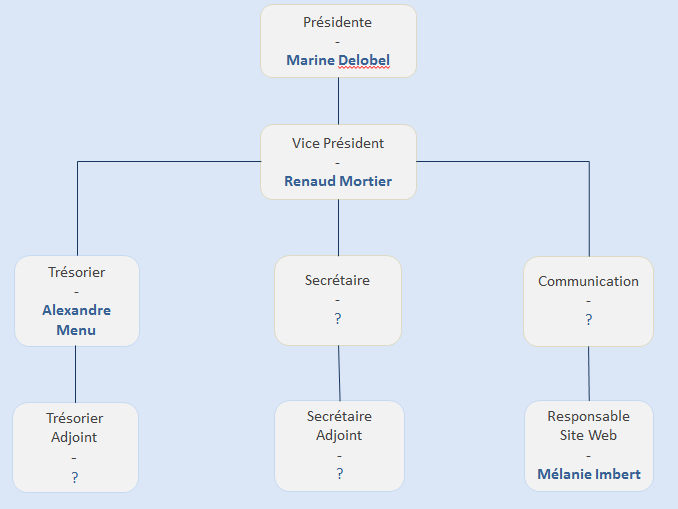 Présidente
-
Marine Delobel
Vice Président
-
Renaud Mortier
Trésorier
-
Alexandre
Menu
Secrétaire
-
?
Communication
-
?
Trésorier
Adjoint
-
?
Secrétaire
Adjoint
-
?
Responsable
Site Web
-
Mélanie Imbert